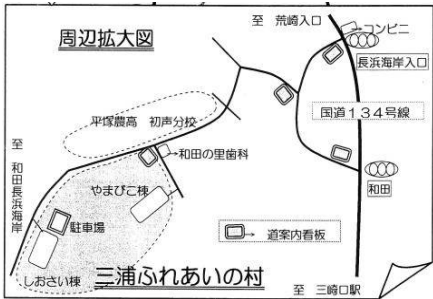 周辺拡大図
至 荒崎入口
コンビニ
長浜海岸入口
国道134号線
平塚農高 初声分校
和田の里歯科
和田
至 和田長浜海岸
やまびこ棟
駐車場
道案内看板
しおさい棟
三浦ふれあいの村
至 三崎口駅